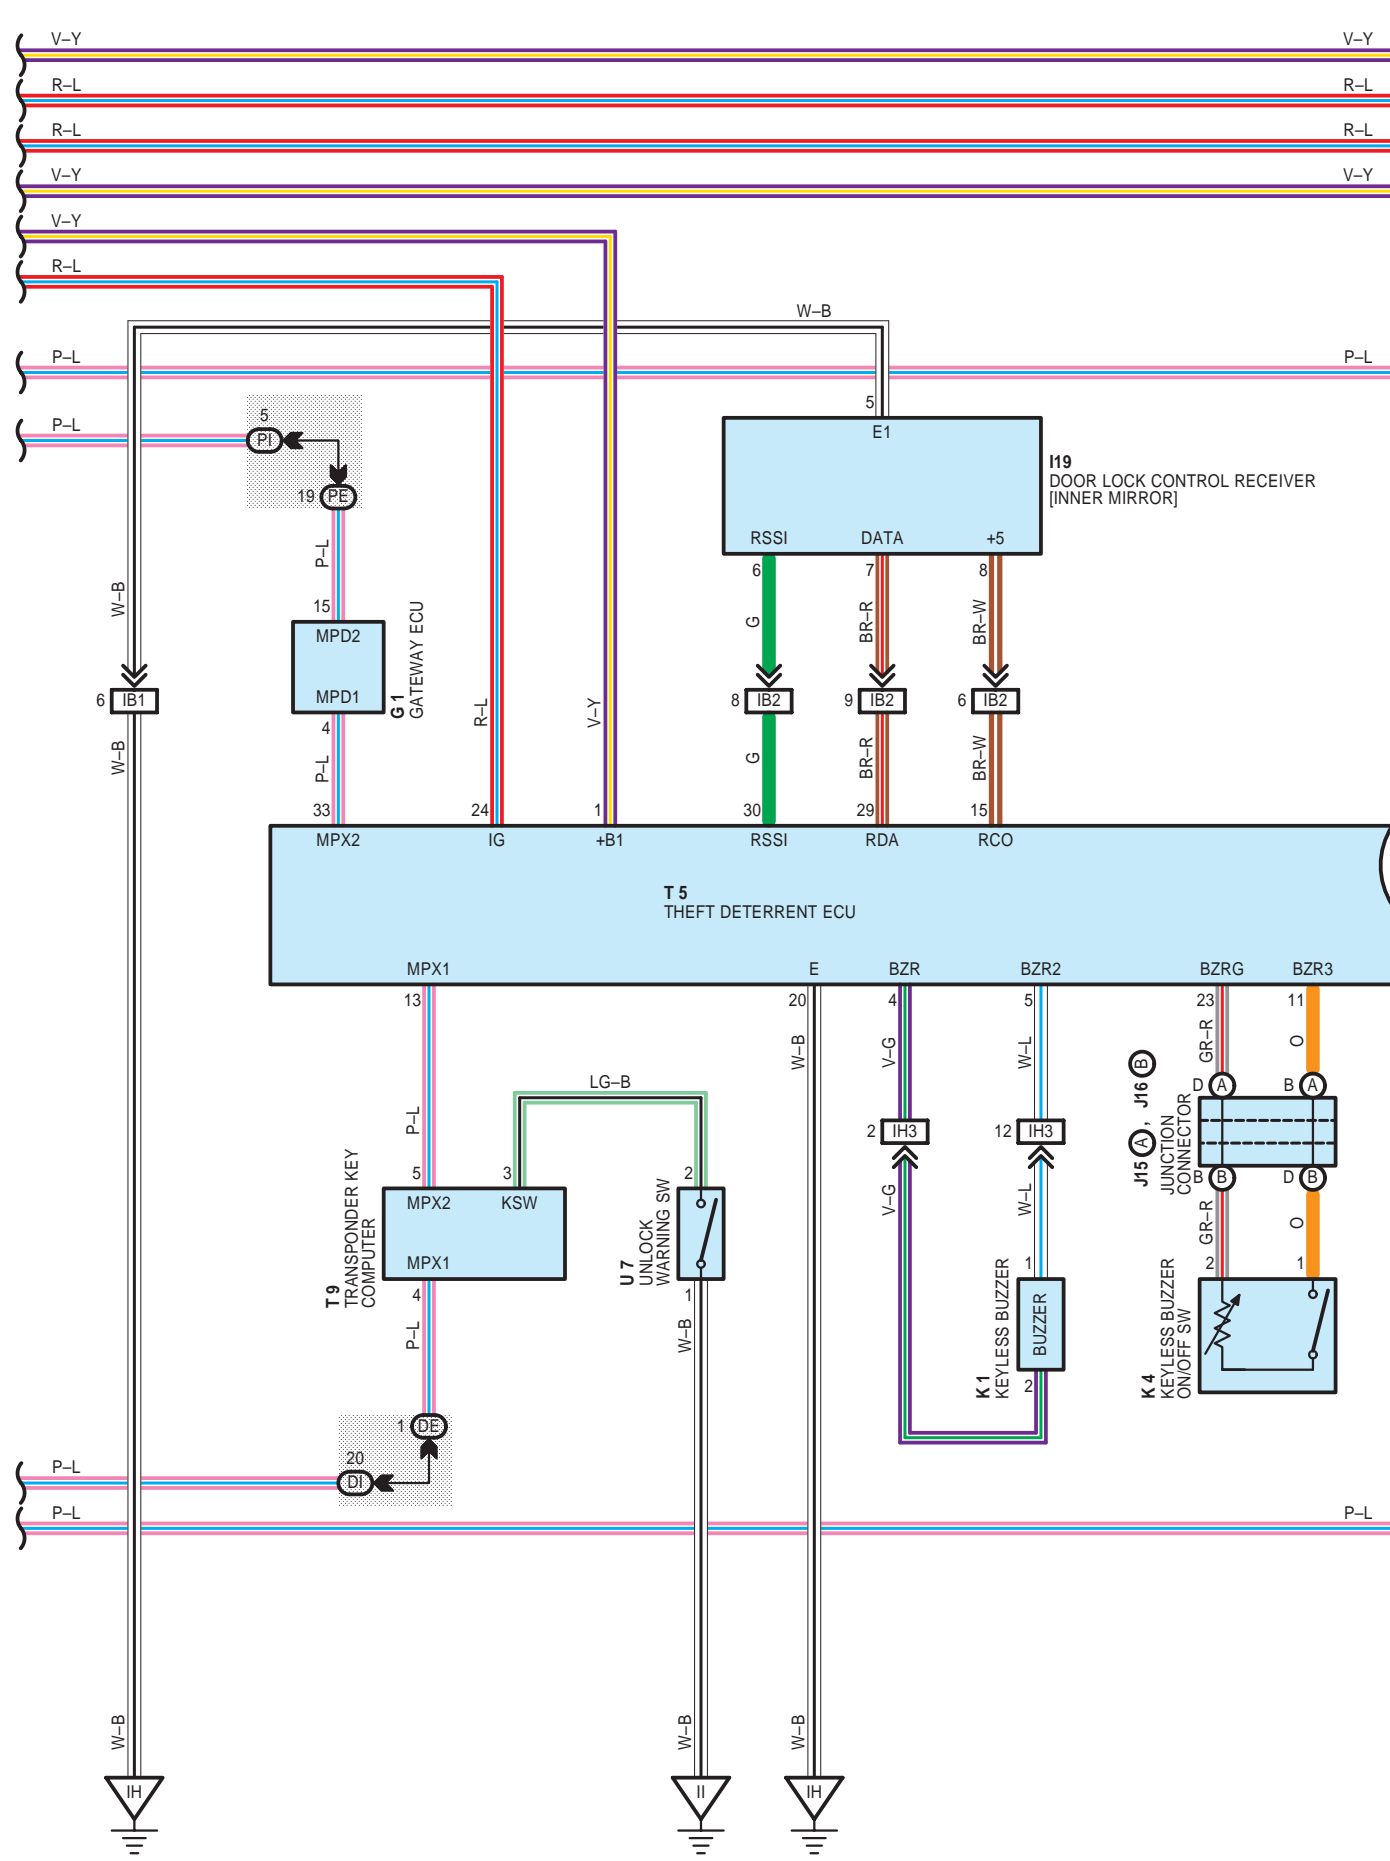 V–Y V–Y
R–L R–L
R–L R–L
V–Y V–Y
V–Y
R–L
W–B
P–L P–L
5
P–L PI
5
E1
19 PE
I19
DOOR LOCK CONTROL RECEIVER
[INNER MIRROR]
RSSI DATA +5
P–L
6 7 8
W–B
15
G BR–R BR–W
MPD2
MPD1
G 1
GATEWAY ECU
6 IB1
8 IB2 9 IB2 6 IB2
R–L V–Y
4
W–B P–L G BR–R BR–W
33 24 1 30 29 15
MPX2 IG +B1 RSSI RDA RCO
T 5
THEFT DETERRENT ECU
MPX1 E BZR BZR2 BZRG BZR3
13 20 4 5 23 11
W–B V–G W–L GR–R O
LG–B
D A B A
J15 A , J16 B
JUNCTION
CONNECTOR
P–L
2 IH3 12 IH3
5 3 2
B B D B
MPX2 KSW
MPX1
T 9
TRANSPONDER KEY
COMPUTER
U 7
UNLOCK
WARNING SW
V–G W–L GR–R O
1 2 1
4 1
P–L W–B
BUZZER
K 1
KEYLESS BUZZER
2
K 4
KEYLESS BUZZER
ON/OFF SW
1 DE
20
P–L DI
P–L P–L
W–B W–B W–B
IH II IH